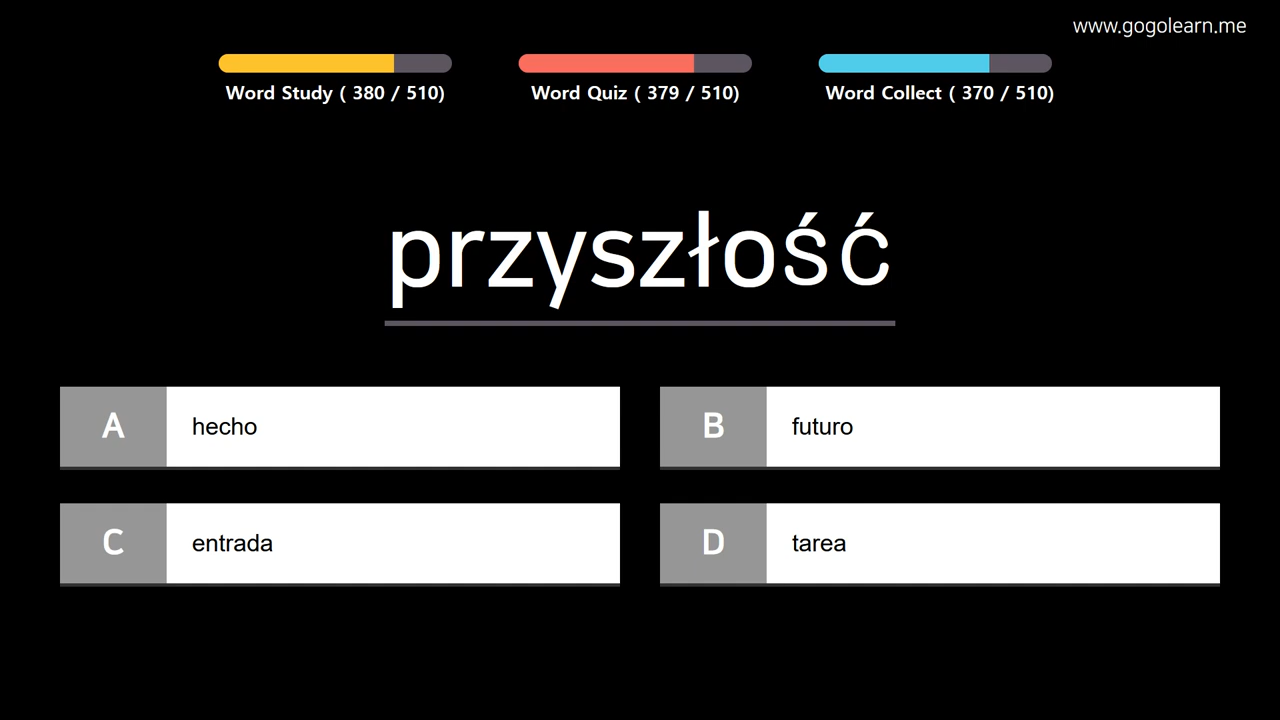 www.gogolearn.me
Word Study ( 380 / 510)
Word Quiz ( 379 / 510)
Word Collect ( 370 / 510)
przyszłość
A hecho
B futuro
C entrada
D tarea